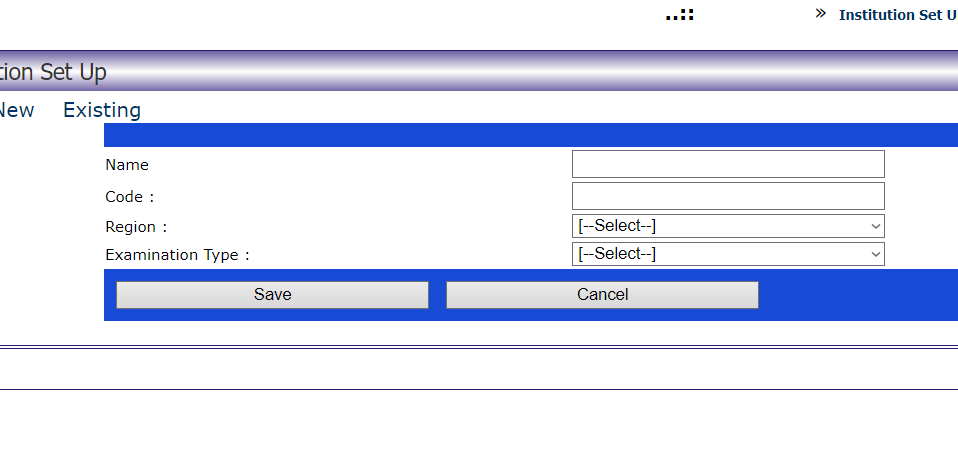 ..:: » Institution Set U
tion Set Up
New Existing
Name
Code :
Region : [--Select--]
Examination Type : [--Select--]
Save Cancel